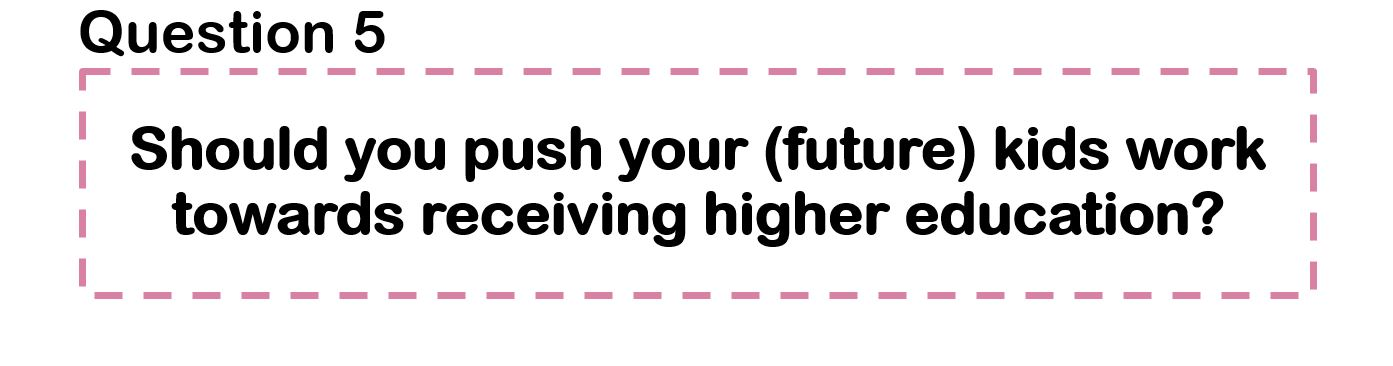 Question 5
Should you push your (future) kids work
towards receiving higher education?